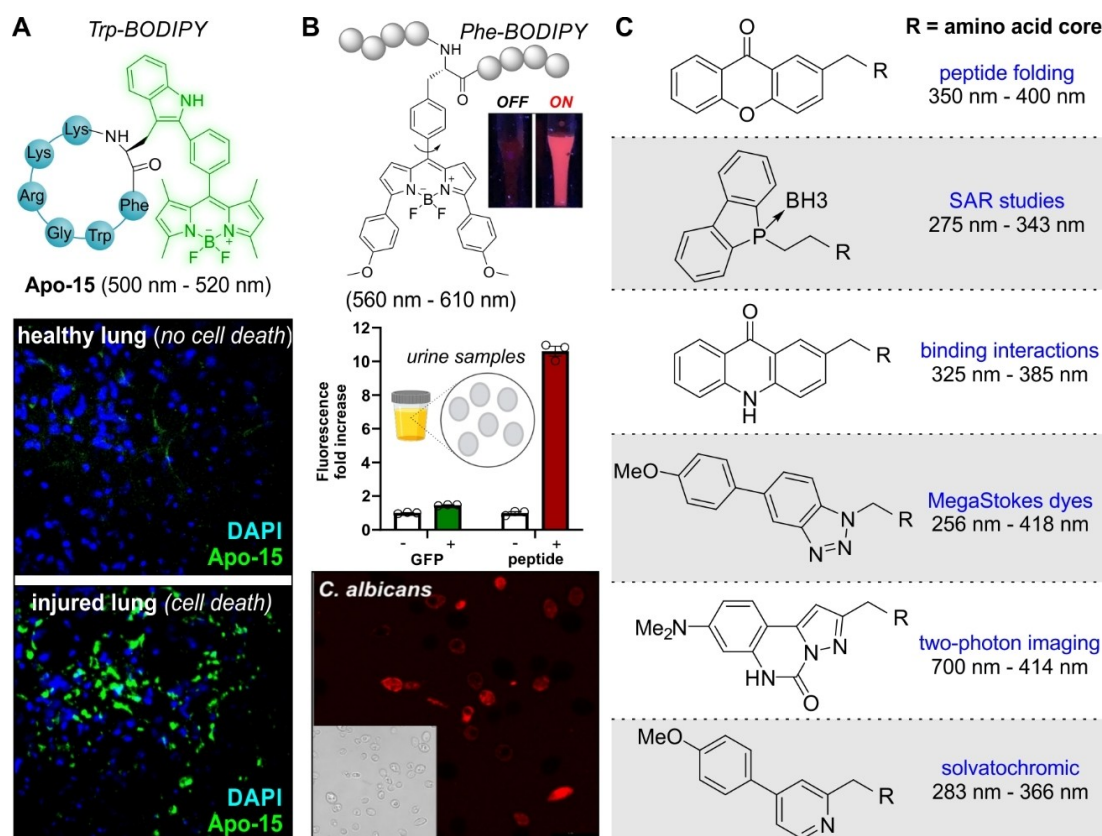 A
Trp-BODIPY
NH
Lys
NH
Lys
O
Arg
Phe
Gly
Trp
N
N
B
F
F
Apo-15 (500 nm - 520 nm)
healthy lung (no cell death)
DAPI
Apo-15
injured lung (cell death)
DAPI
Apo-15
B
Phe-BODIPY
NH
O
OFF
ON
N
N
B
F
F
O
O
(560 nm - 610 nm)
12
10
8
6
4
2
0
Fluorescence
fold increase
urine samples
- + - +
GFP peptide
C. albicans
C
R = amino acid core
O
R
O
peptide folding
350 nm - 400 nm
BH3
P
R
SAR studies
275 nm - 343 nm
O
R
N
H
binding interactions
325 nm - 385 nm
MeO
R
N
N
N
MegaStokes dyes
256 nm - 418 nm
Me2N
R
N
N
HN
O
two-photon imaging
700 nm - 414 nm
MeO
R
N
solvatochromic
283 nm - 366 nm